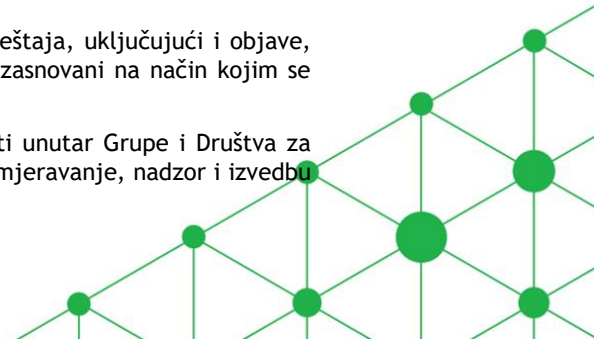 eštaja, uključujući i objave,
zasnovani na način kojim se
ti unutar Grupe i Društva za
mjeravanje, nadzor i izvedbu